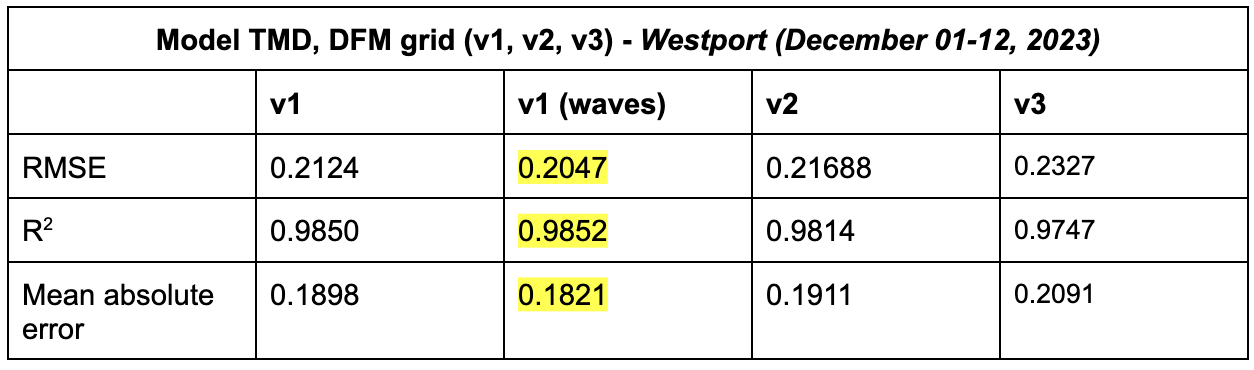 Model TMD, DFM grid (v1, v2, v3) - Westport (December 01-12, 2023)
v1 v1 (waves) v2 v3
RMSE 0.2124 0.2047 0.21688 0.2327
R² 0.9850 0.9852 0.9814 0.9747
Mean absolute error 0.1898 0.1821 0.1911 0.2091